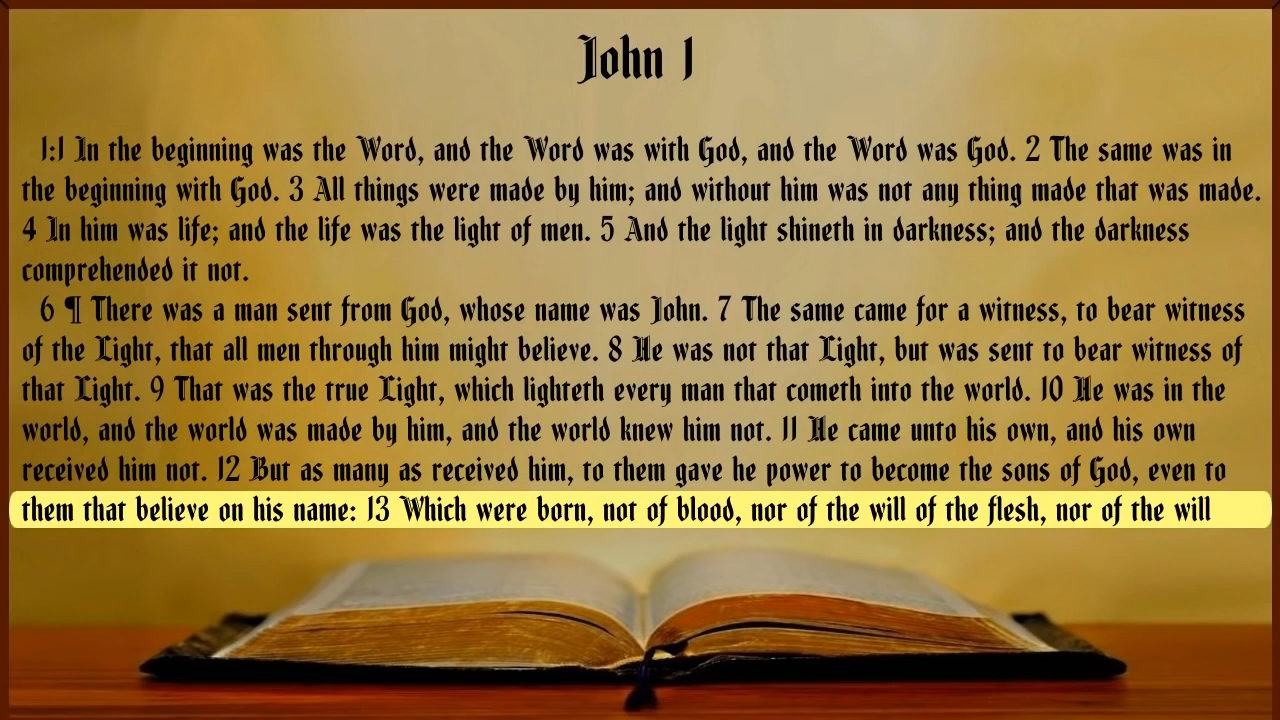 John 1
1:1 In the beginning was the Word, and the Word was with God, and the Word was God. 2 The same was in
the beginning with God. 3 All things were made by him; and without him was not any thing made that was made.
4 In him was life; and the life was the light of men. 5 And the light shineth in darkness; and the darkness
comprehended it not.
6 ¶ There was a man sent from God, whose name was John. 7 The same came for a witness, to bear witness
of the Light, that all men through him might believe. 8 He was not that Light, but was sent to bear witness of
that Light. 9 That was the true Light, which lighteth every man that cometh into the world. 10 He was in the
world, and the world was made by him, and the world knew him not. 11 He came unto his own, and his own
received him not. 12 But as many as received him, to them gave he power to become the sons of God, even to
them that believe on his name: 13 Which were born, not of blood, nor of the will of the flesh, nor of the will